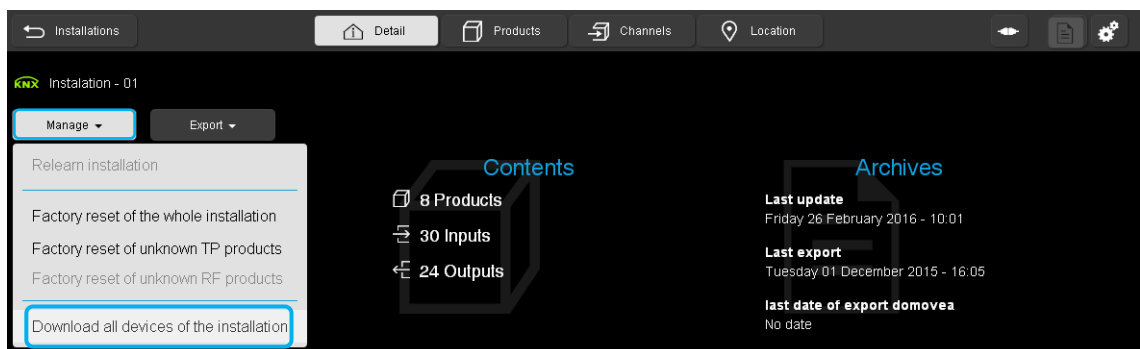 Installations
Detail
Products
Channels
Location
KNX Instalation - 01
Manage
Export
Relearn installation
Factory reset of the whole installation
Factory reset of unknown TP products
Factory reset of unknown RF products
Download all devices of the installation
Contents
8 Products
30 Inputs
24 Outputs
Archives
Last update
Friday 26 February 2016 - 10:01
Last export
Tuesday 01 December 2015 - 16:05
last date of export domovea
No date